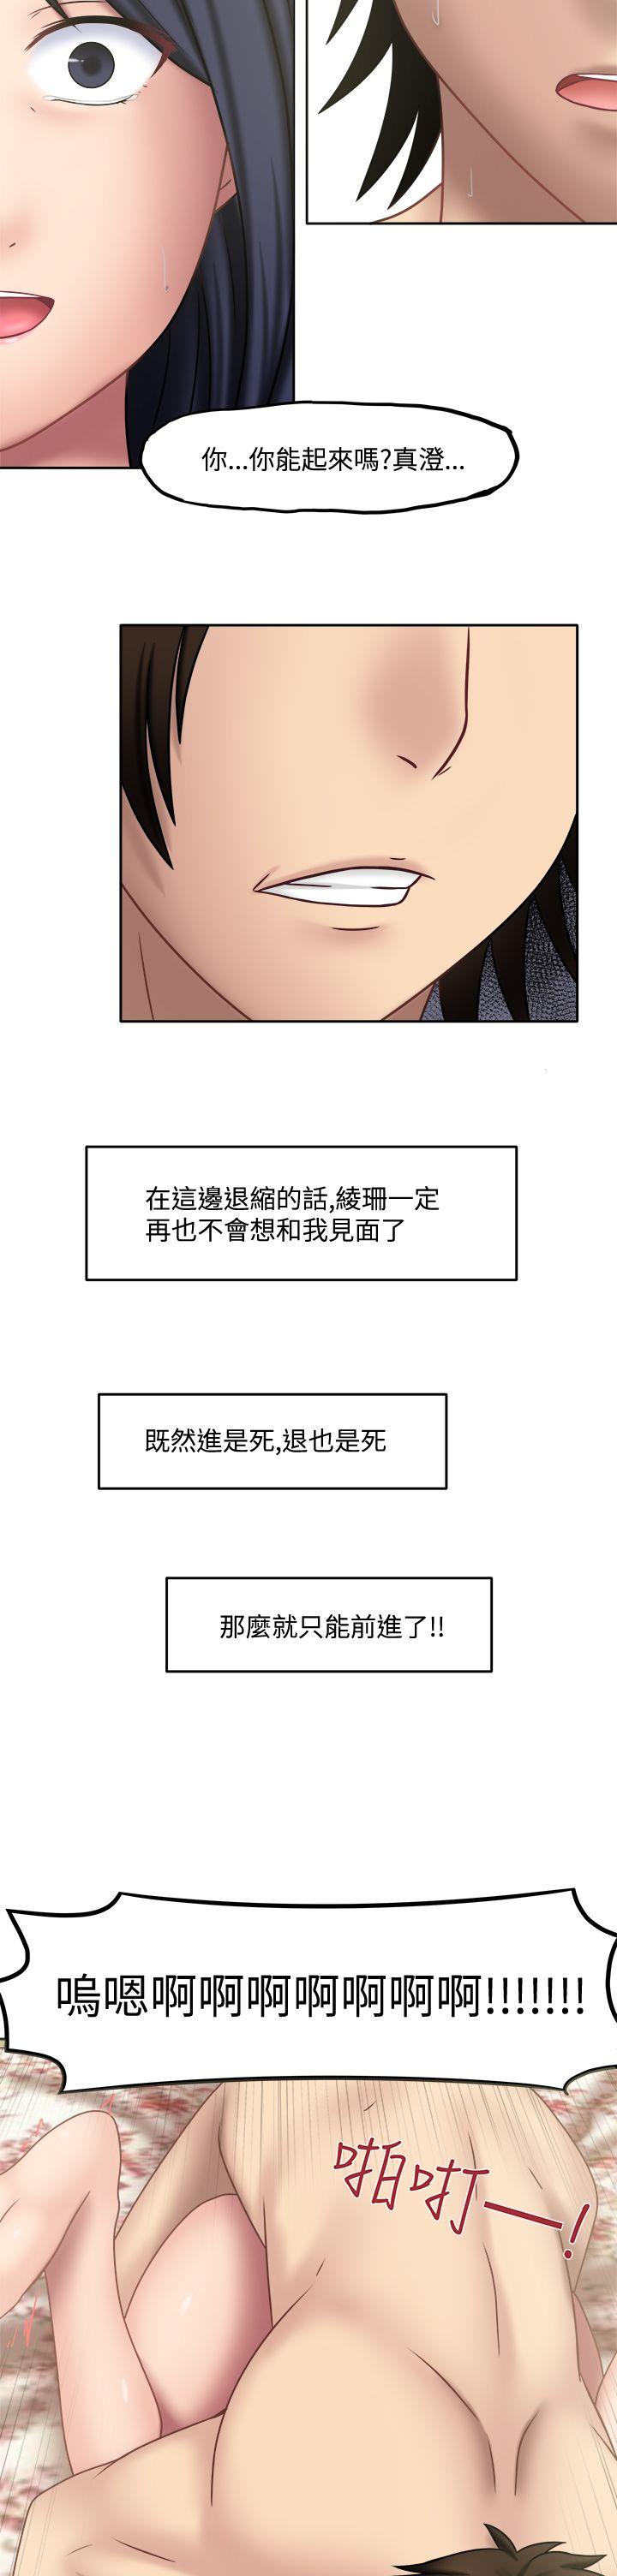 你...你能起來嗎?真澄...
在這邊退縮的話,綾珊一定
再也不會想和我見面了
既然進是死,退也是死
那麼就只能前進了!!
嗚嗯啊啊啊啊啊啊啊!!!!!!!
啪啪—!